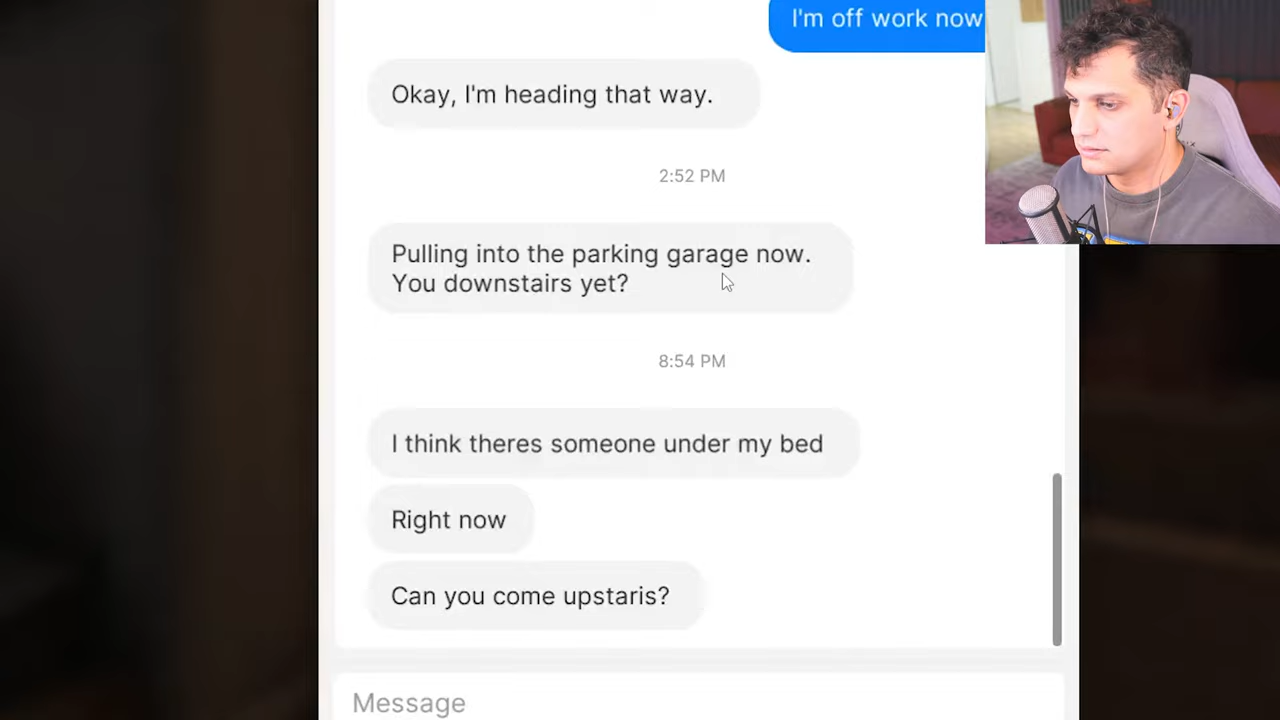 I'm off work now
Okay, I'm heading that way.
2:52 PM
Pulling into the parking garage now.
You downstairs yet?
8:54 PM
I think theres someone under my bed
Right now
Can you come upstaris?
Message